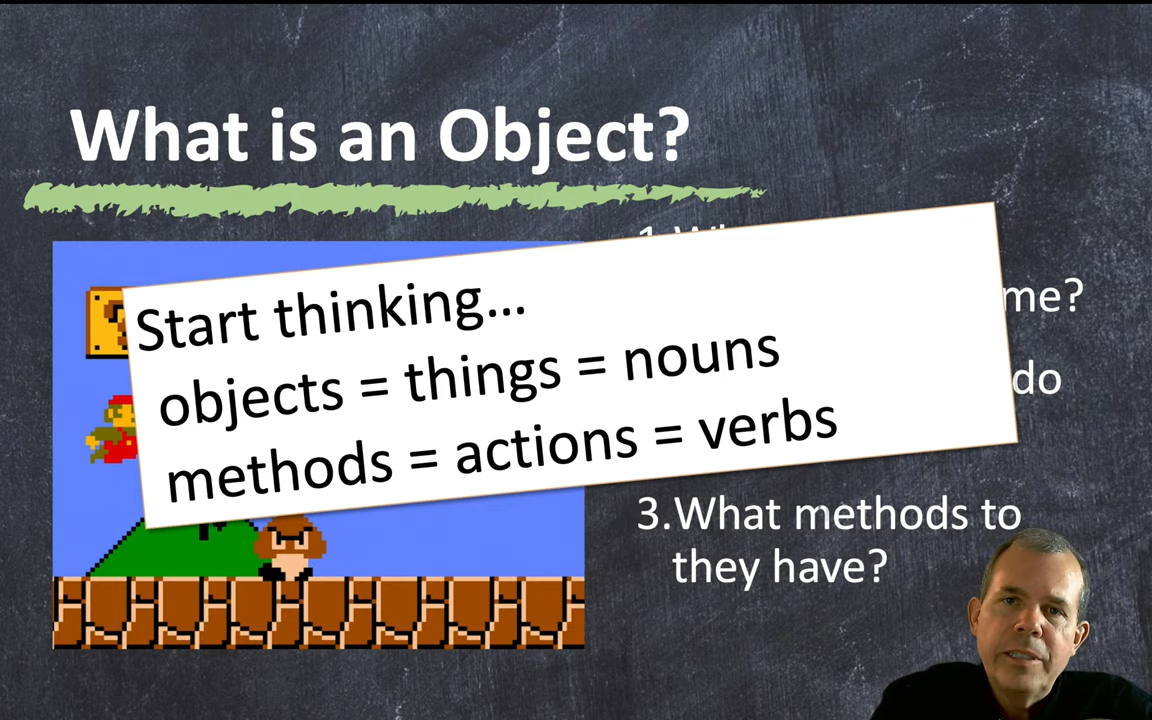 What is an Object?
1.
Start thinking...
me?
objects = things = nouns
do
methods = actions = verbs
3.What methods to
they have?